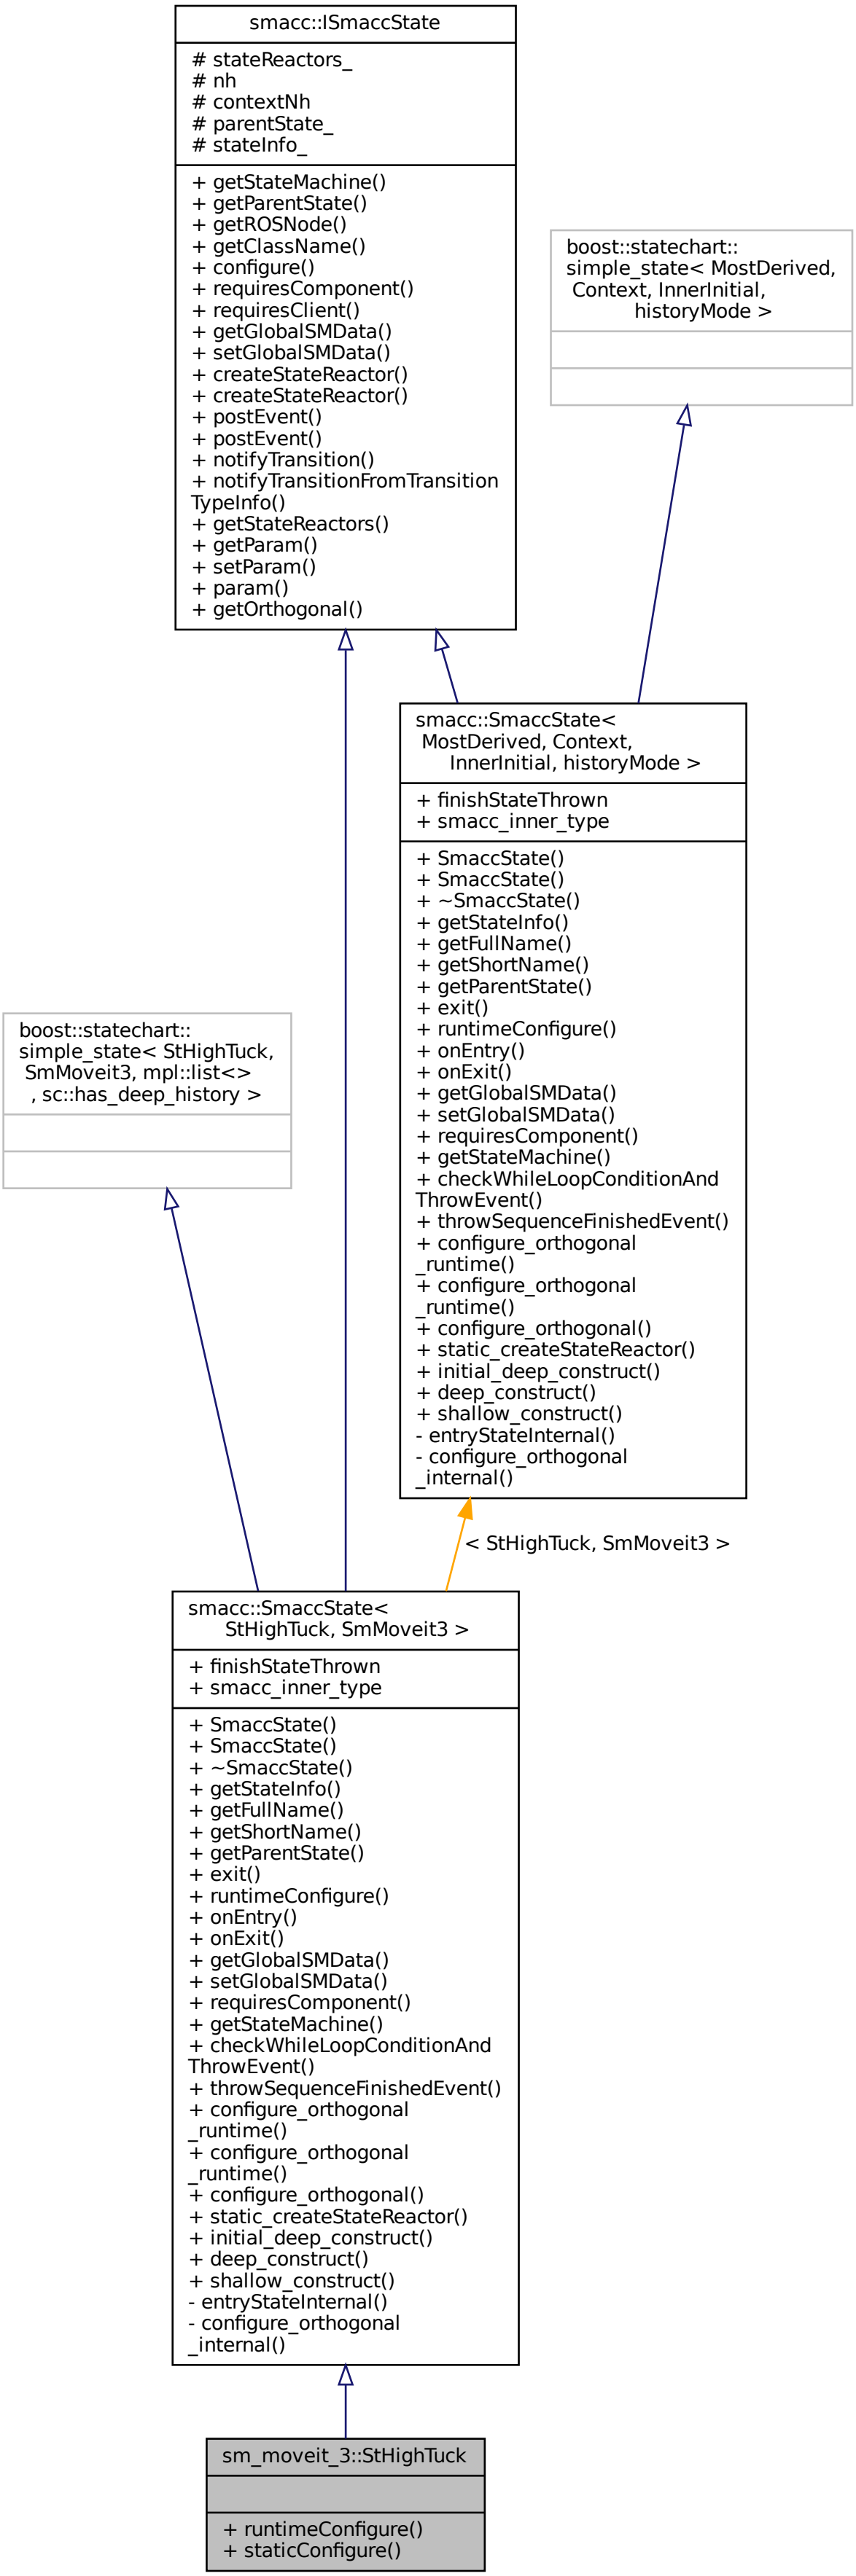 smacc::ISmaccState
# stateReactors_
# nh
# contextNh
# parentState_
# stateInfo_
+ getStateMachine()
+ getParentState()
+ getROSNode()
+ getClassName()
+ configure()
+ requiresComponent()
+ requiresClient()
+ getGlobalSMData()
+ setGlobalSMData()
+ createStateReactor()
+ createStateReactor()
+ postEvent()
+ postEvent()
+ notifyTransition()
+ notifyTransitionFromTransition
TypeInfo()
+ getStateReactors()
+ getParam()
+ setParam()
+ param()
+ getOrthogonal()
boost::statechart::
simple_state< MostDerived,
Context, InnerInitial,
historyMode >
smacc::SmaccState<
MostDerived, Context,
InnerInitial, historyMode >
+ finishStateThrown
+ smacc_inner_type
+ SmaccState()
+ SmaccState()
+ ~SmaccState()
+ getStateInfo()
+ getFullName()
+ getShortName()
+ getParentState()
+ exit()
+ runtimeConfigure()
+ onEntry()
+ onExit()
+ getGlobalSMData()
+ setGlobalSMData()
+ requiresComponent()
+ getStateMachine()
+ checkWhileLoopConditionAnd
ThrowEvent()
+ throwSequenceFinishedEvent()
+ configure_orthogonal
_runtime()
+ configure_orthogonal
_runtime()
+ configure_orthogonal()
+ static_createStateReactor()
+ initial_deep_construct()
+ deep_construct()
+ shallow_construct()
- entryStateInternal()
- configure_orthogonal
_internal()
boost::statechart::
simple_state< StHighTuck,
SmMoveit3, mpl::list<>
, sc::has_deep_history >
< StHighTuck, SmMoveit3 >
smacc::SmaccState<
StHighTuck, SmMoveit3 >
+ finishStateThrown
+ smacc_inner_type
+ SmaccState()
+ SmaccState()
+ ~SmaccState()
+ getStateInfo()
+ getFullName()
+ getShortName()
+ getParentState()
+ exit()
+ runtimeConfigure()
+ onEntry()
+ onExit()
+ getGlobalSMData()
+ setGlobalSMData()
+ requiresComponent()
+ getStateMachine()
+ checkWhileLoopConditionAnd
ThrowEvent()
+ throwSequenceFinishedEvent()
+ configure_orthogonal
_runtime()
+ configure_orthogonal
_runtime()
+ configure_orthogonal()
+ static_createStateReactor()
+ initial_deep_construct()
+ deep_construct()
+ shallow_construct()
- entryStateInternal()
- configure_orthogonal
_internal()
sm_moveit_3::StHighTuck
+ runtimeConfigure()
+ staticConfigure()